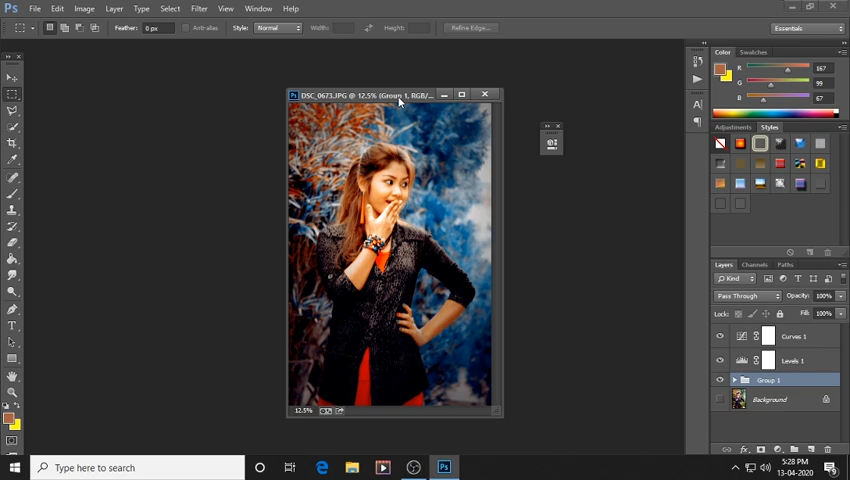 Ps File Edit Image Layer Type Select Filter View Window Help
Feather: 0 px Anti-alias Style: Normal Width: Height: Refine Edge... Essentials
DSC_0673.JPG @ 12.5% (Group 1, RGB/...
12.5%
Color Swatches
R 167
G 99
B 67
Adjustments Styles
Layers Channels Paths
Kind
Pass Through Opacity: 100%
Lock: Fill: 100%
Curves 1
Levels 1
Group 1
Background
Type here to search
5:28 PM
13-04-2020